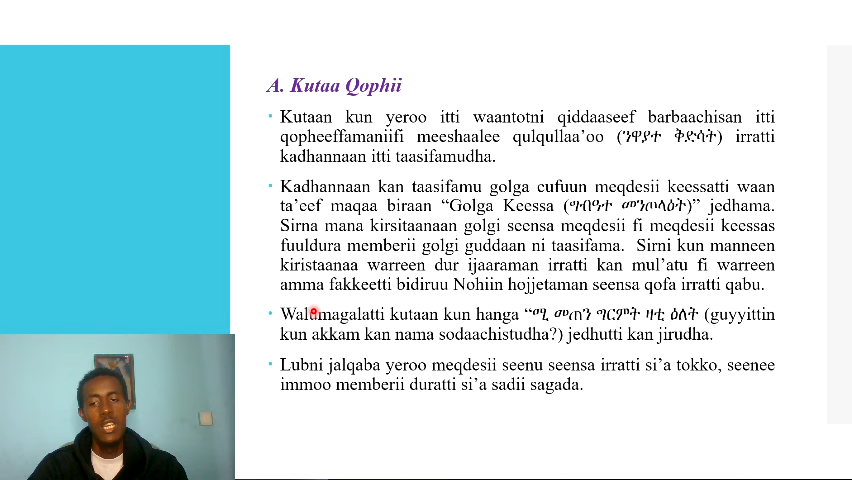 A. Kutaa Qophii
Kutaan kun yeroo itti waantotni qiddaaseef barbaachisan itti
qopheeffamaniifi meeshaalee qulqullaa’oo (ንዋያተ ቅድሳት) irratti
kadhannaan itti taasifamudha.
Kadhannaan kan taasifamu golga cufuun meqdesii keessatti waan
ta’eef maqaa biraan “Golga Keessa (ግብዓተ መንጦላዕት)” jedhama.
Sirna mana kirsitaanaan golgi seensa meqdesii fi meqdesii keessas
fuuldura memberii golgi guddaan ni taasifama. Sirni kun manneen
kiristaanaa warreen dur ijaaraman irratti kan mul’atu fi warreen
amma fakkeetti bidiruu Nohiin hojjetaman seensa qofa irratti qabu.
Walumagalatti kutaan kun hanga “ሚ መጠን ግርምት ዛቲ ዕለት (guyyittin
kun akkam kan nama sodaachistudha?) jedhutti kan jirudha.
Lubni jalqaba yeroo meqdesii seenu seensa irratti si’a tokko, seenee
immoo memberii duratti si’a sadii sagada.